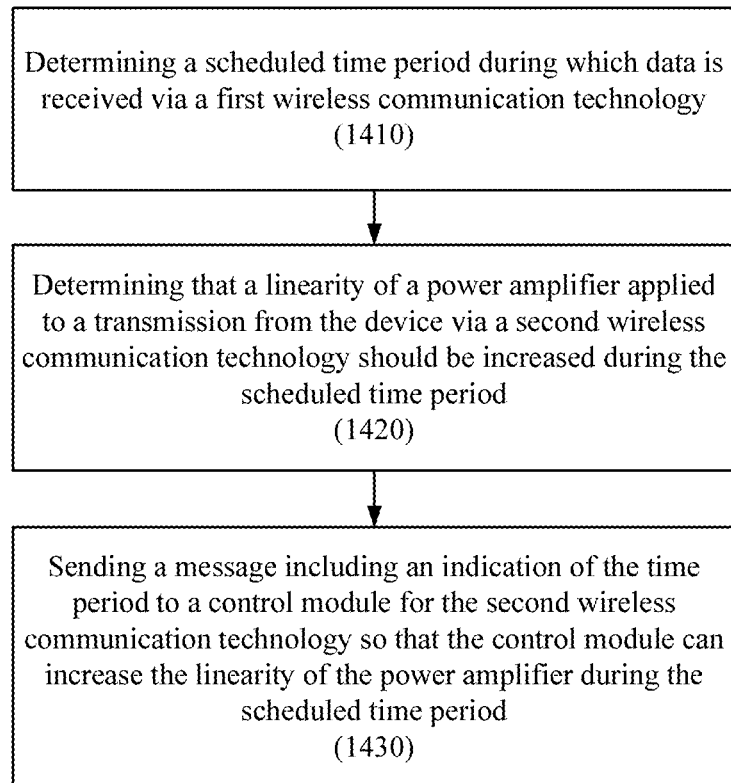 Determining a scheduled time period during which data is
received via a first wireless communication technology
(1410)
Determining that a linearity of a power amplifier applied
to a transmission from the device via a second wireless
communication technology should be increased during the
scheduled time period
(1420)
Sending a message including an indication of the time
period to a control module for the second wireless
communication technology so that the control module can
increase the linearity of the power amplifier during the
scheduled time period
(1430)